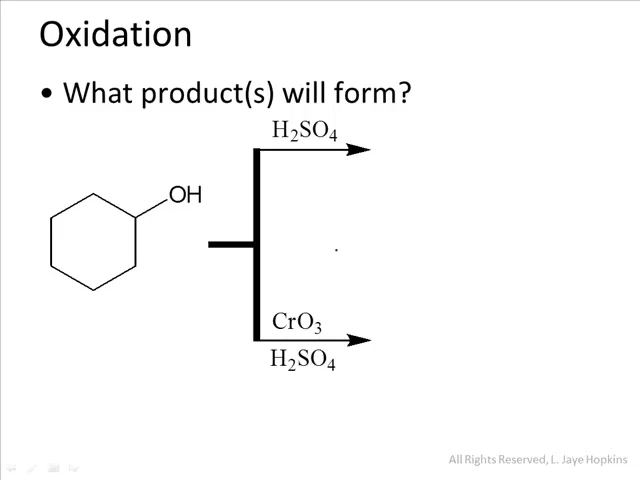 Oxidation
• What product(s) will form?
H₂SO₄
OH
CrO₃
H₂SO₄
All Rights Reserved, L. Jaye Hopkins